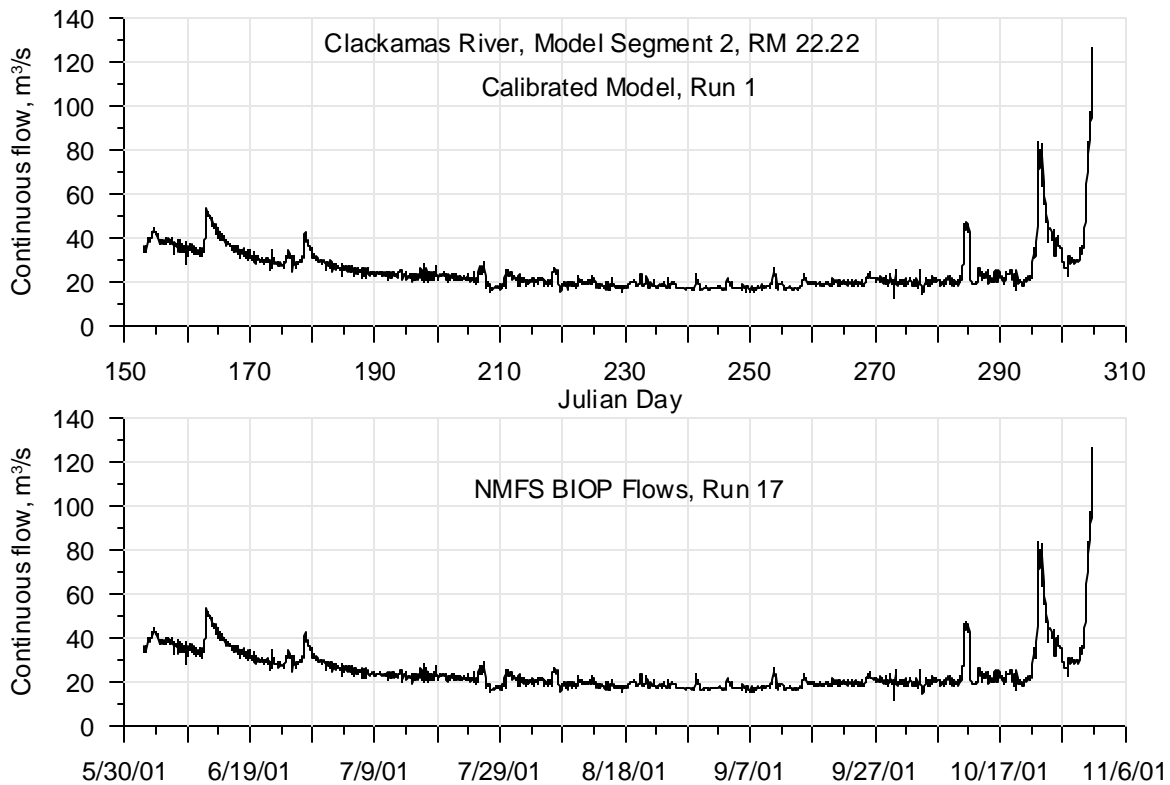 140
Clackamas River, Model Segment 2, RM 22.22
120
Calibrated Model, Run 1
100
80
60
40
20
0
Continuous flow, m³/s
150 170 190 210 230 250 270 290 310
Julian Day
140
120
NMFS BIOP Flows, Run 17
100
80
60
40
20
0
Continuous flow, m³/s
5/30/01 6/19/01 7/9/01 7/29/01 8/18/01 9/7/01 9/27/01 10/17/01 11/6/01